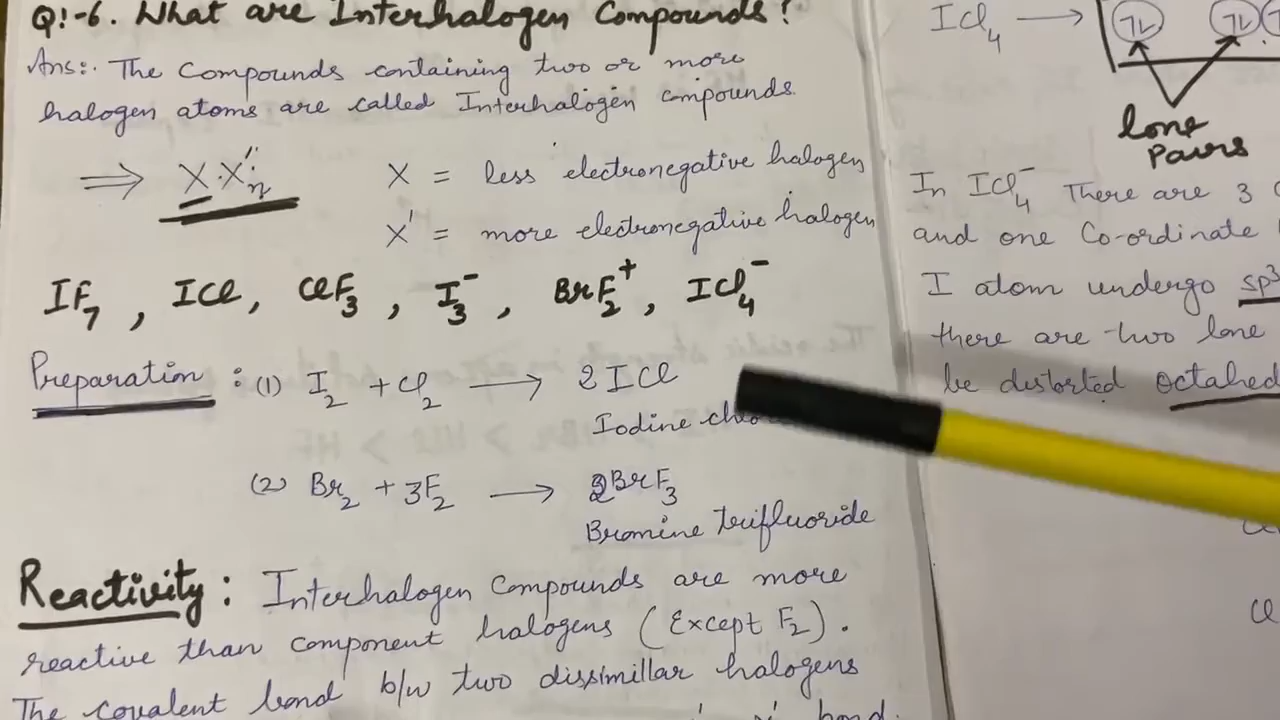 Q:-6. What are Interhalogen Compounds?
Ans:. The Compounds containing two or more
halogen atoms are called Interhalogen compounds.
⇒ X·X'n X = less electronegative halogen
X' = more electronegative halogen
IF₇ , ICl, ClF₃ , I₃⁻ , BrF₂⁺ , ICl₄⁻
Preparation : (1) I₂ + Cl₂ ⟶ 2ICl
Iodine
(2) Br₂ + 3F₂ ⟶ 2BrF₃
Bromine trifluoride
Reactivity : Interhalogen Compounds are more
reactive than component halogens (Except F₂).
The covalent bond b/w two dissimillar halogens
bond.
ICl₄ ⟶ 
lone
pairs
In ICl₄⁻ There are 3
and one Co-ordinate
I atom undergo sp³
there are two lone
be distorted octahed